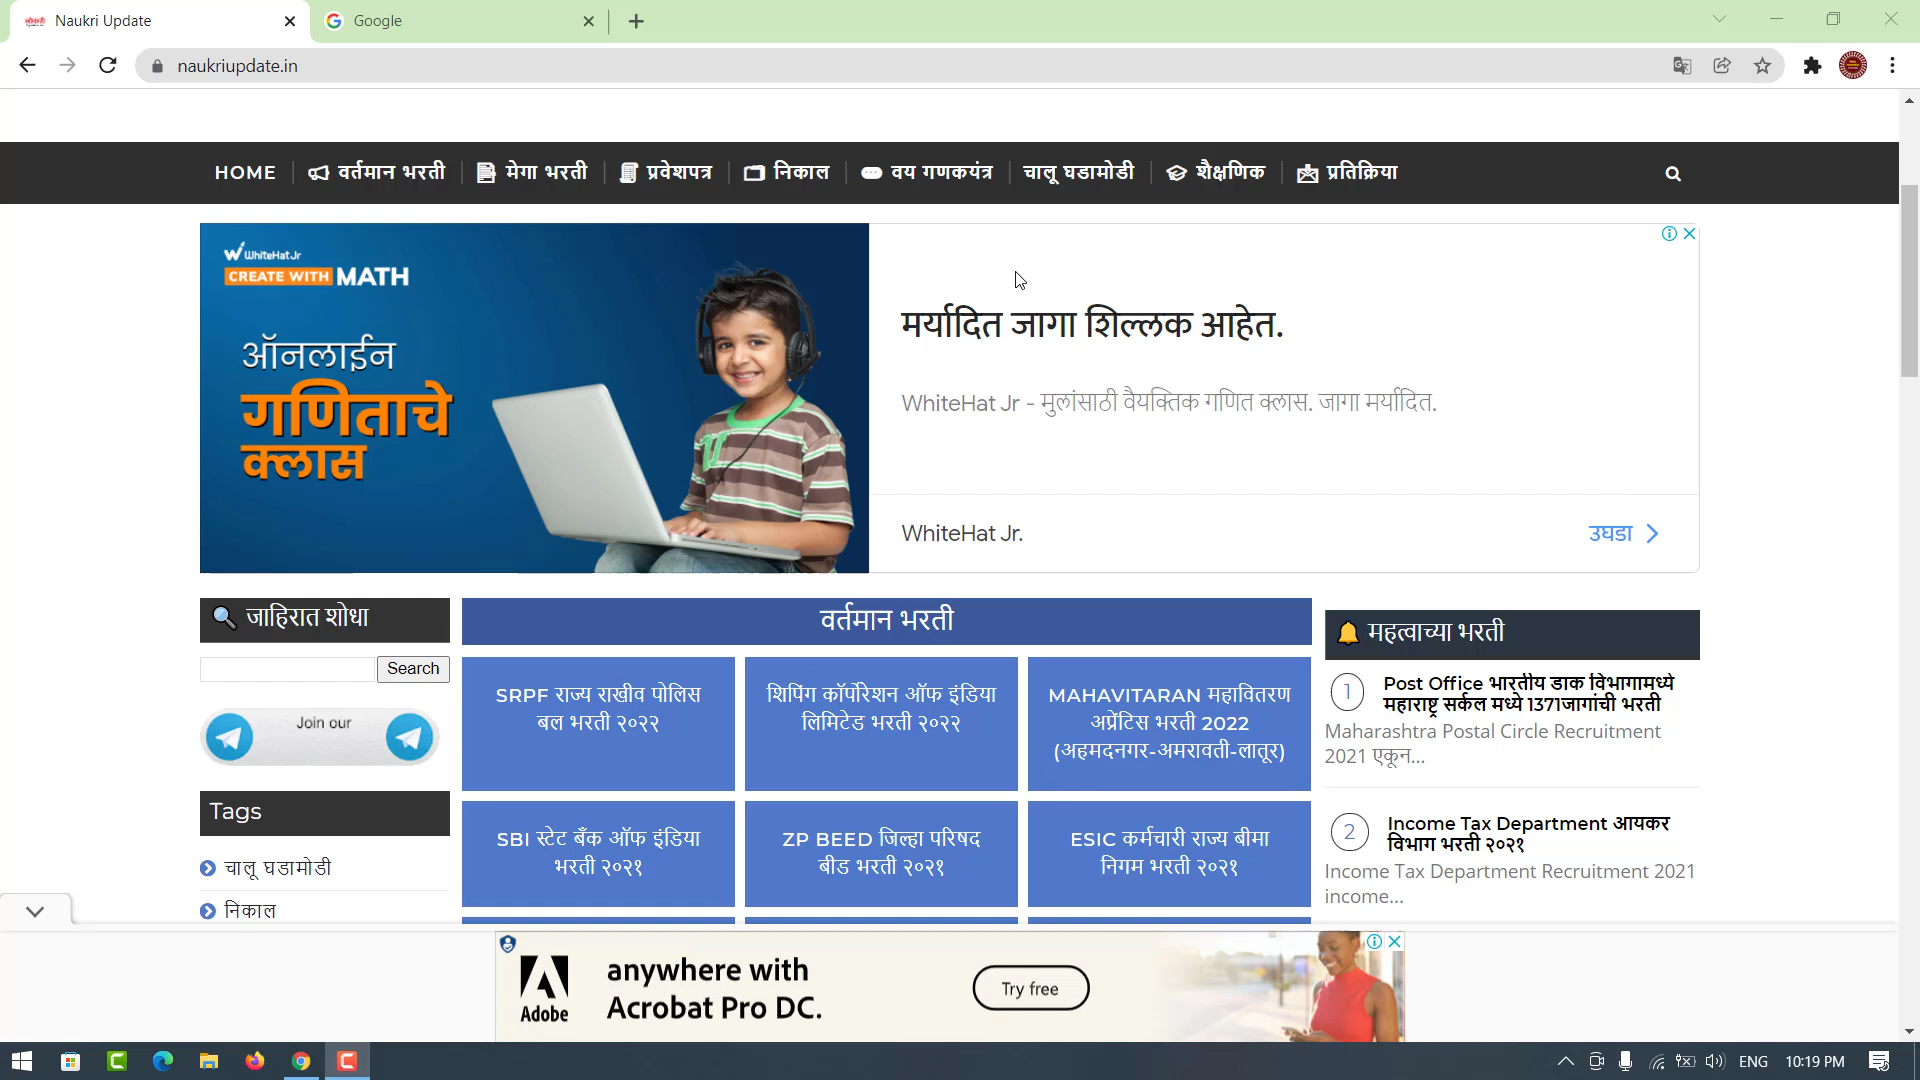 Naukri Update
Google
naukriupdate.in
HOME
वर्तमान भरती
मेगा भरती
प्रवेशपत्र
निकाल
वय गणकयंत्र
चालू घडामोडी
शैक्षणिक
प्रतिक्रिया
WhiteHat Jr
CREATE WITH MATH
ऑनलाईन
गणिताचे
क्लास
मर्यादित जागा शिल्लक आहेत.
WhiteHat Jr - मुलांसाठी वैयक्तिक गणित क्लास. जागा मर्यादित.
WhiteHat Jr.
उघडा
जाहिरात शोधा
Search
Join our
Tags
चालू घडामोडी
निकाल
वर्तमान भरती
SRPF राज्य राखीव पोलिस
बल भरती २०२२
शिपिंग कॉर्पोरेशन ऑफ इंडिया
लिमिटेड भरती २०२२
MAHAVITARAN महावितरण
अप्रेंटिस भरती 2022
(अहमदनगर-अमरावती-लातूर)
SBI स्टेट बँक ऑफ इंडिया
भरती २०२१
ZP BEED जिल्हा परिषद
बीड भरती २०२१
ESIC कर्मचारी राज्य बीमा
निगम भरती २०२१
महत्वाच्या भरती
1
Post Office भारतीय डाक विभागामध्ये
महाराष्ट्र सर्कल मध्ये 1371जागांची भरती
Maharashtra Postal Circle Recruitment
2021 एकून...
2
Income Tax Department आयकर
विभाग भरती २०२१
Income Tax Department Recruitment 2021
income...
Adobe
anywhere with
Acrobat Pro DC.
Try free
ENG
10:19 PM